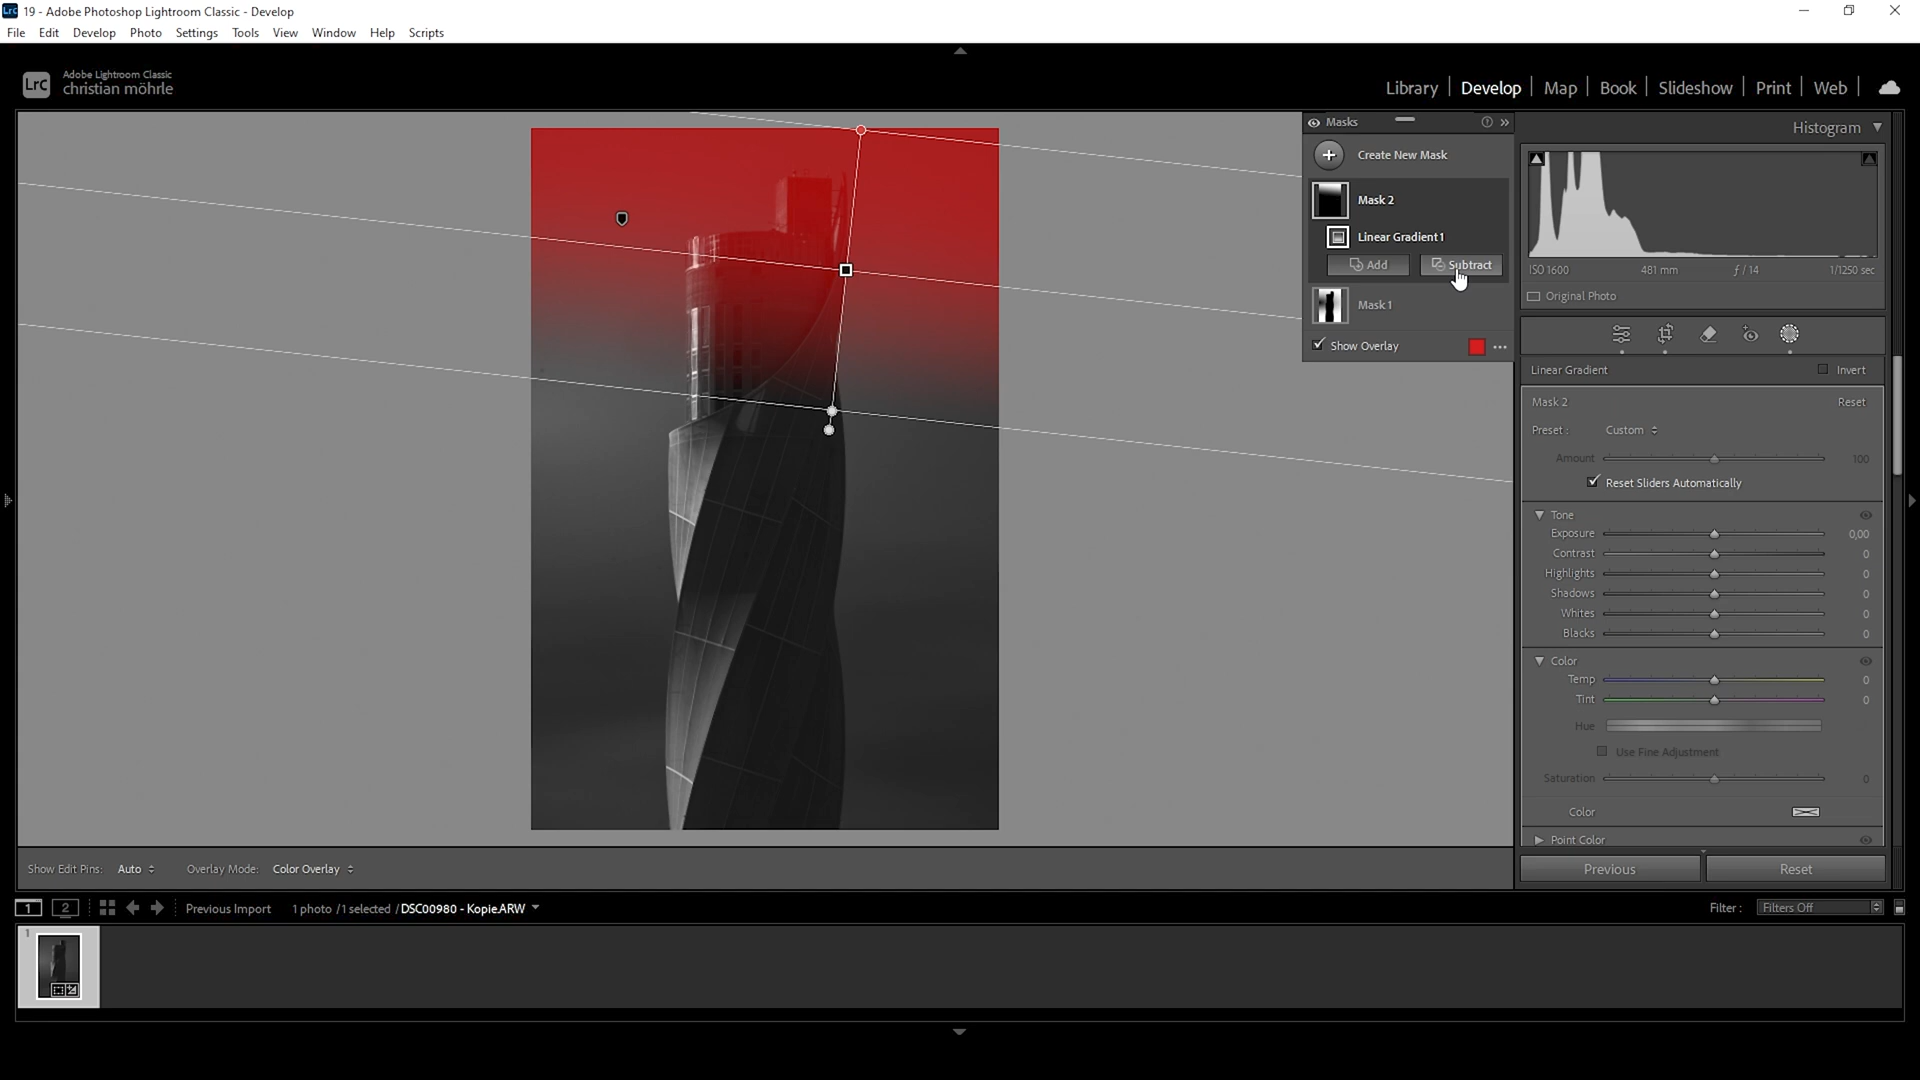 LrC 19 - Adobe Photoshop Lightroom Classic - Develop
File Edit Develop Photo Settings Tools View Window Help Scripts
LrC Adobe Lightroom Classic
christian möhrle
Library Develop Map Book Slideshow Print Web
Masks ?
Create New Mask
Mask 2
Linear Gradient 1
Add Subtract
Mask 1
Show Overlay
Histogram
ISO 1600 481 mm ƒ / 14 1/1250 sec
Original Photo
Linear Gradient Invert
Mask 2 Reset
Preset : Custom
Amount 100
Reset Sliders Automatically
Tone
Exposure 0,00
Contrast 0
Highlights 0
Shadows 0
Whites 0
Blacks 0
Color
Temp 0
Tint 0
Hue
Use Fine Adjustment
Saturation 0
Color
Point Color
Show Edit Pins: Auto Overlay Mode: Color Overlay
Previous Reset
1 2 Previous Import 1 photo / 1 selected / DSC00980 - Kopie.ARW Filter : Filters Off
1